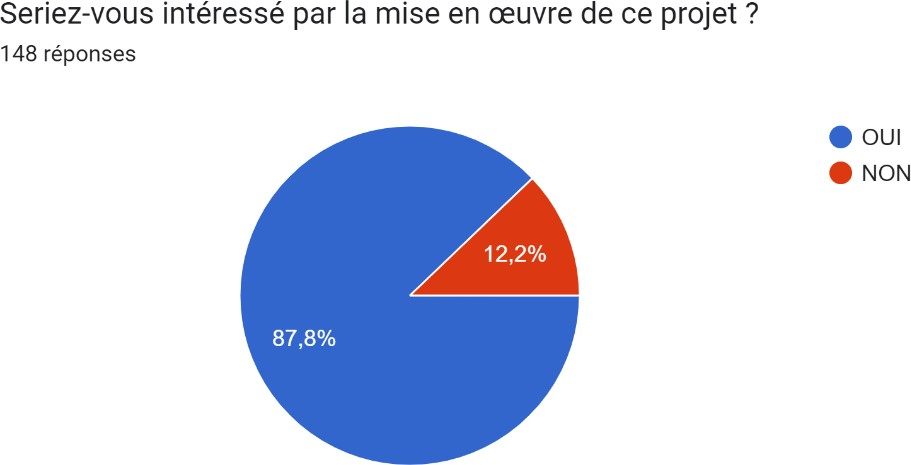 Seriez-vous intéressé par la mise en œuvre de ce projet ?
148 réponses
OUI
NON
12,2%
87,8%